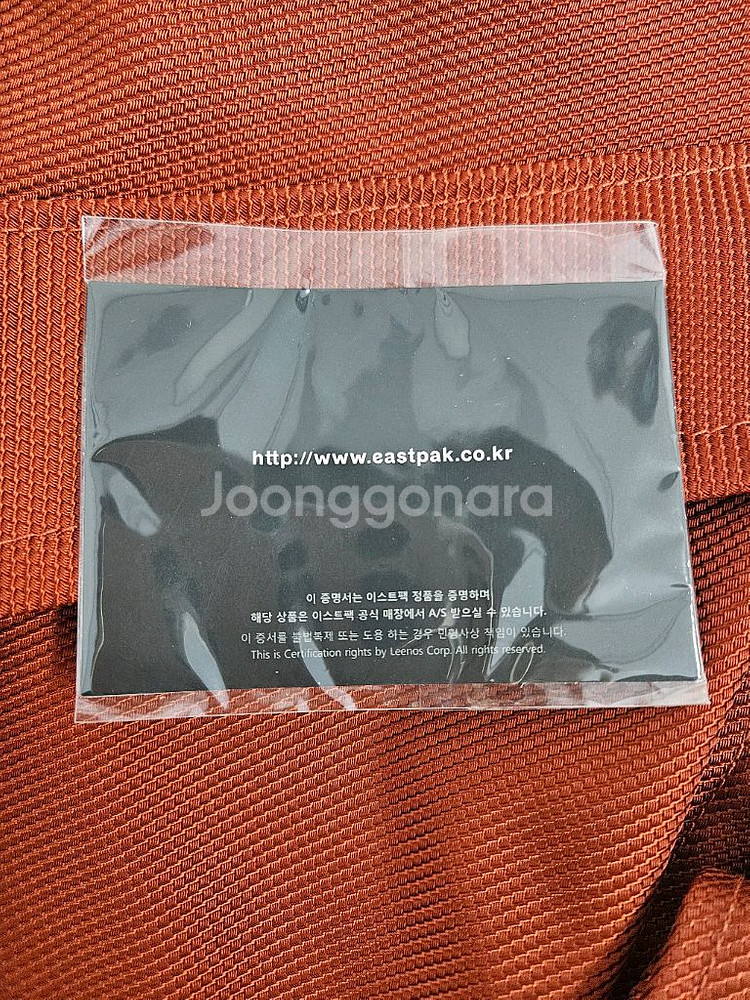 http://www.eastpak.co.kr
Joonggonara
이 증명서는 이스트팩 정품을 증명하며
해당 상품은 이스트팩 공식 매장에서 A/S 받으실 수 있습니다.
이 증서를 불법복제 또는 도용 하는 경우 민형사상 책임이 있습니다.
This is Certification rights by Leenos Corp. All rights reserved.